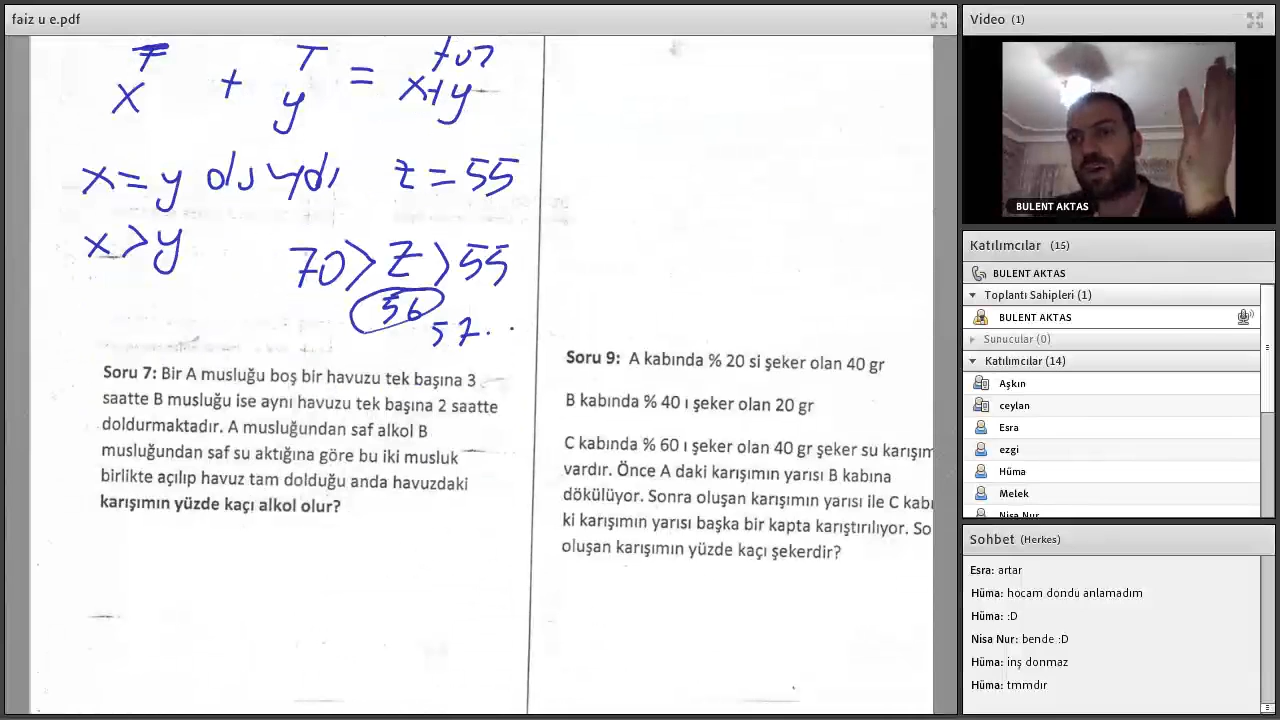 faiz u e.pdf
T T tuz
x + y = x+y
x = y olsaydı z = 55
x > y 70 > z > 55
56
57..
Soru 7: Bir A musluğu boş bir havuzu tek başına 3
saatte B musluğu ise aynı havuzu tek başına 2 saatte
doldurmaktadır. A musluğundan saf alkol B
musluğundan saf su aktığına göre bu iki musluk
birlikte açılıp havuz tam dolduğu anda havuzdaki
karışımın yüzde kaçı alkol olur?
Soru 9: A kabında % 20 si şeker olan 40 gr
B kabında % 40 ı şeker olan 20 gr
C kabında % 60 ı şeker olan 40 gr şeker su karışım
vardır. Önce A daki karışımın yarısı B kabına
dökülüyor. Sonra oluşan karışımın yarısı ile C kabı
ki karışımın yarısı başka bir kapta karıştırılıyor. So
oluşan karışımın yüzde kaçı şekerdir?
Video (1)
BULENT AKTAS
Katılımcılar (15)
BULENT AKTAS
Toplantı Sahipleri (1)
BULENT AKTAS
Sunucular (0)
Katılımcılar (14)
Aşkın
ceylan
Esra
ezgi
Hüma
Melek
Nisa Nur
Sohbet (Herkes)
Esra: artar
Hüma: hocam dondu anlamadım
Hüma: :D
Nisa Nur: bende :D
Hüma: inş donmaz
Hüma: tmmdır